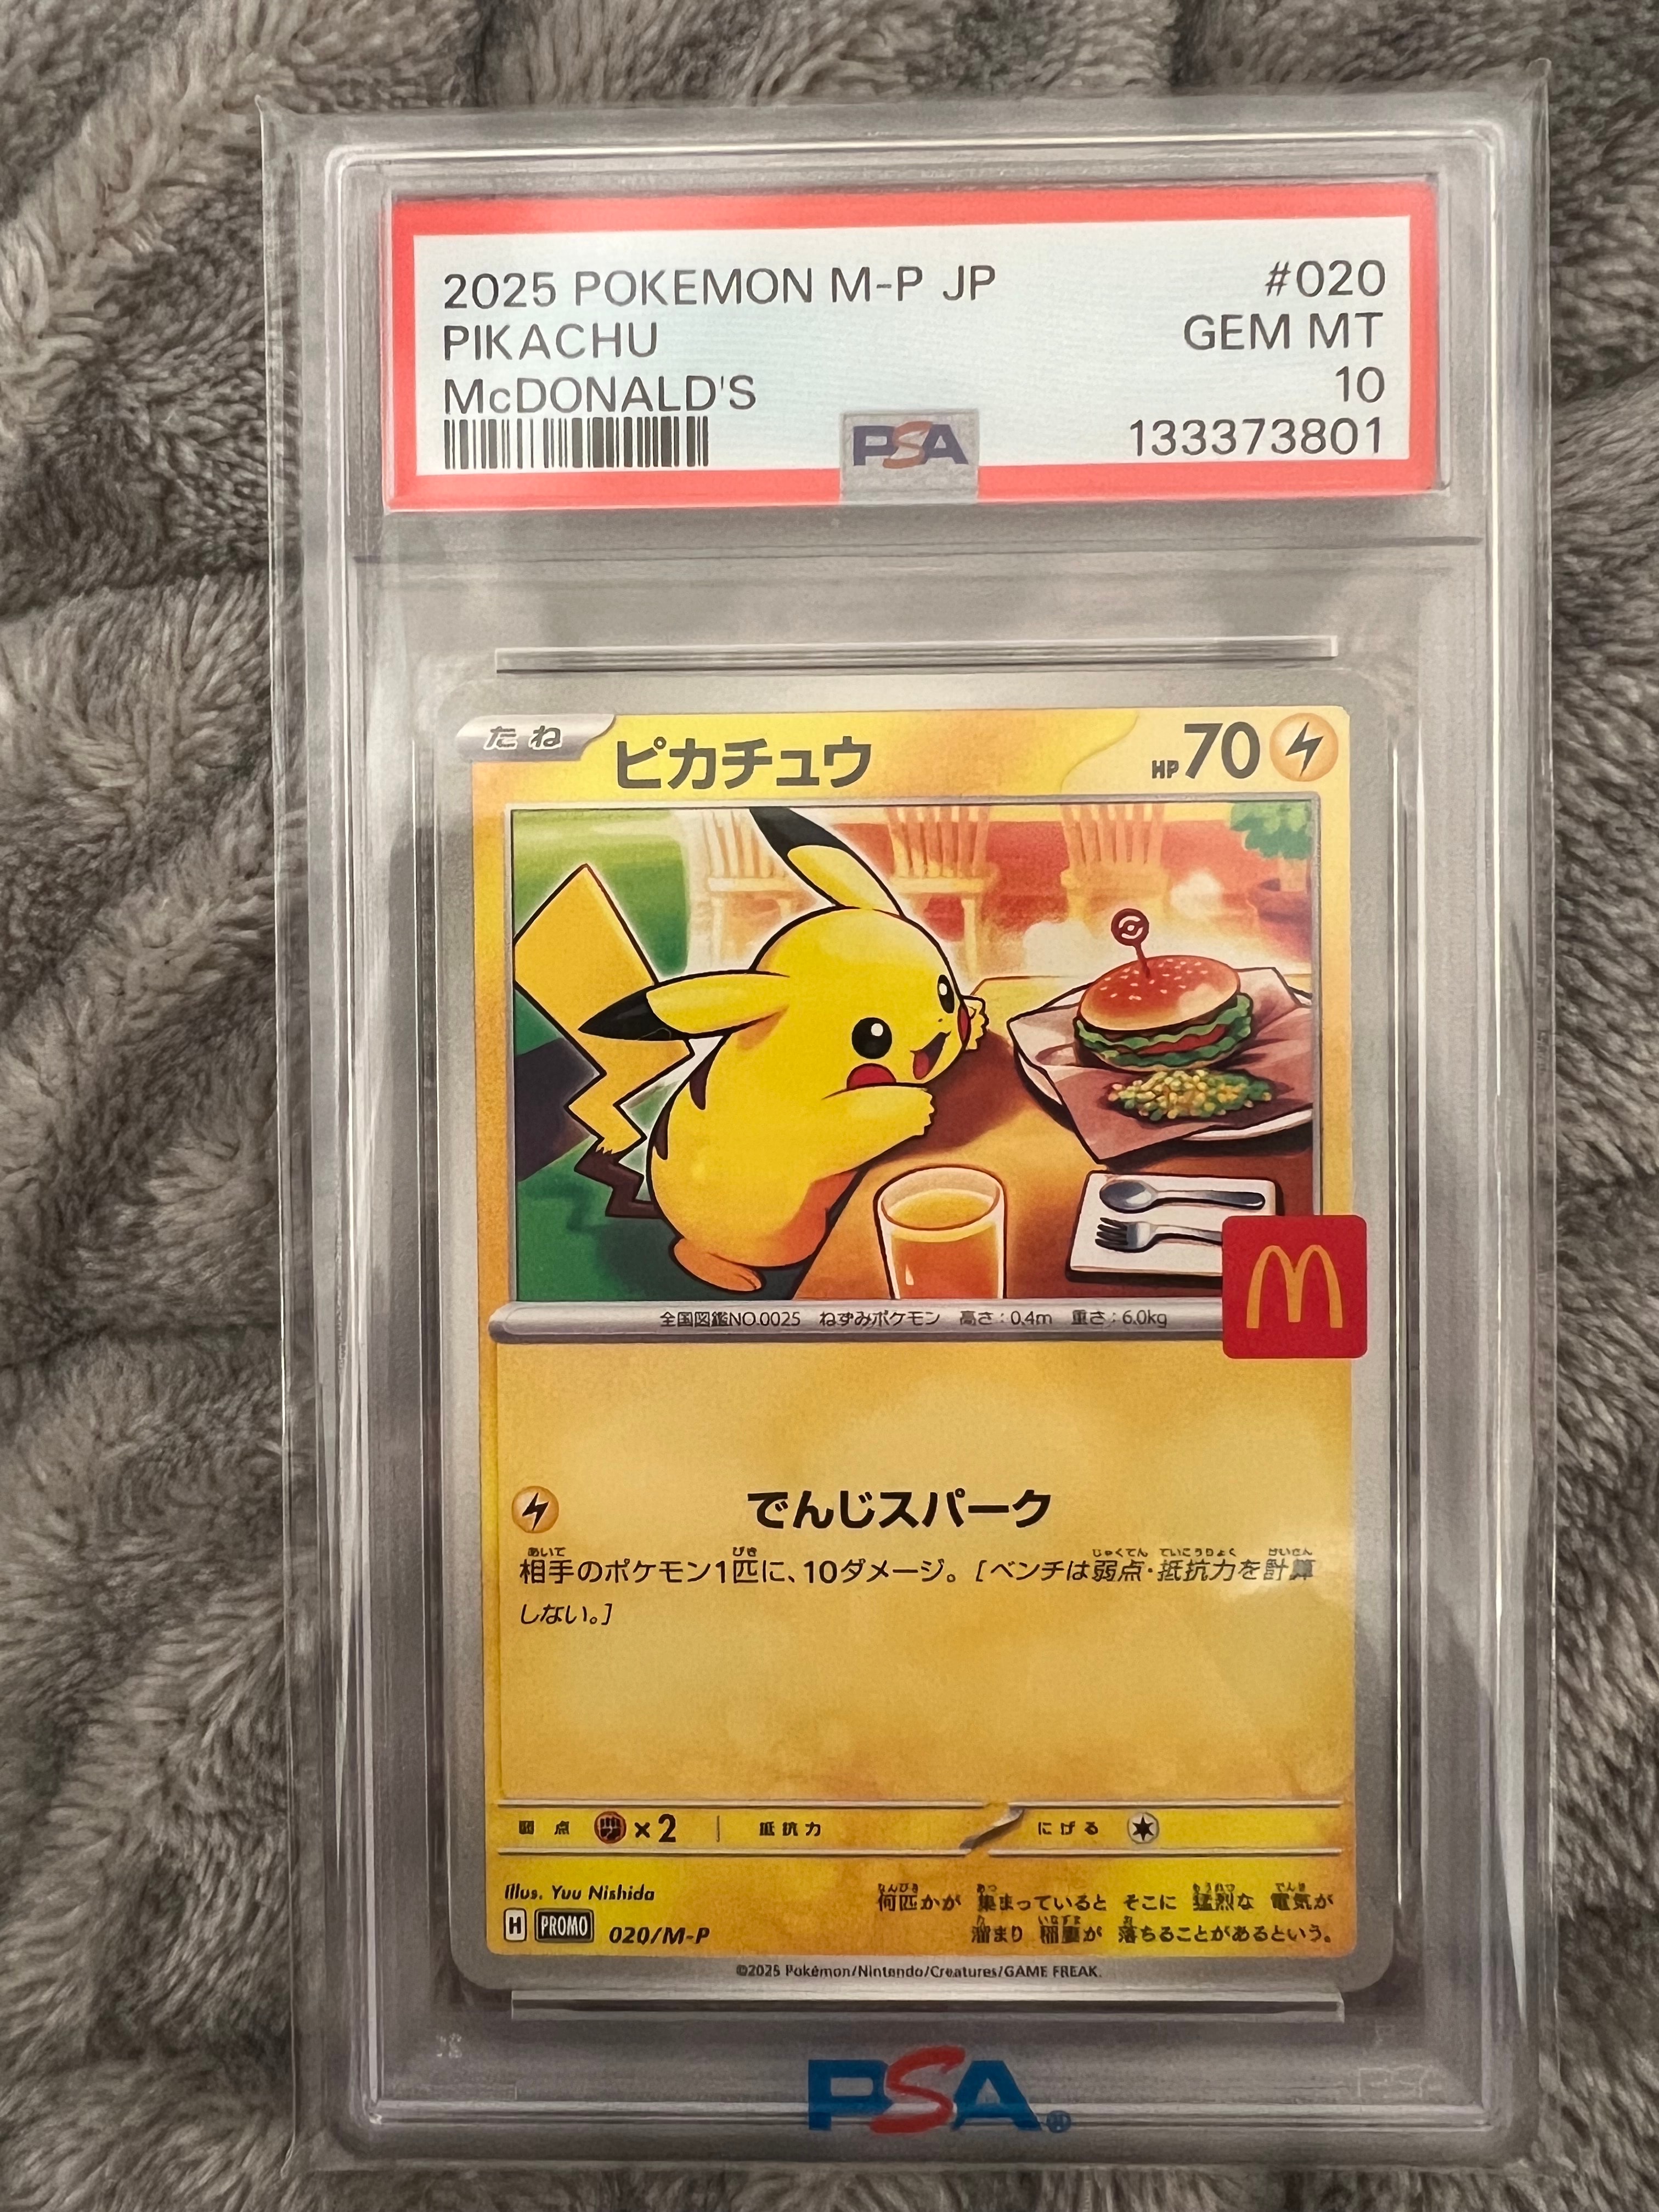 2025 POKEMON M-P JP #020
PIKACHU GEM MT
McDONALD'S 10
133373801
PSA
たね ピカチュウ HP70
全国図鑑NO.0025 ねずみポケモン 高さ:0.4m 重さ:6.0kg
でんじスパーク
相手のポケモン1匹に、10ダメージ。[ベンチは弱点・抵抗力を計算
しない。]
弱点 ×2 抵抗力 にげる
Illus. Yuu Nishida
H PROMO 020/M-P
何匹かが 集まっていると そこに 猛烈な 電気が
溜まり 稲妻が 落ちることがあるという。
©2025 Pokémon/Nintendo/Creatures/GAME FREAK.
PSA®